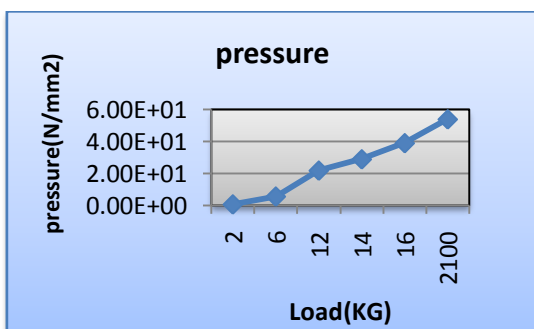 pressure
pressure(N/mm2)
6.00E+01
4.00E+01
2.00E+01
0.00E+00
2
6
12
14
16
2100
Load(KG)